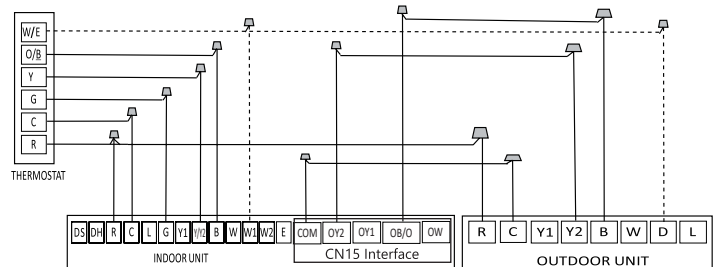 W/E
O/B
Y
G
C
R
THERMOSTAT
DS DH R C L G Y1 Y/Y2 B W W1 W2 E COM OY2 OY1 OB/O OW
CN15 Interface
INDOOR UNIT
R C Y1 Y2 B W D L
OUTDOOR UNIT